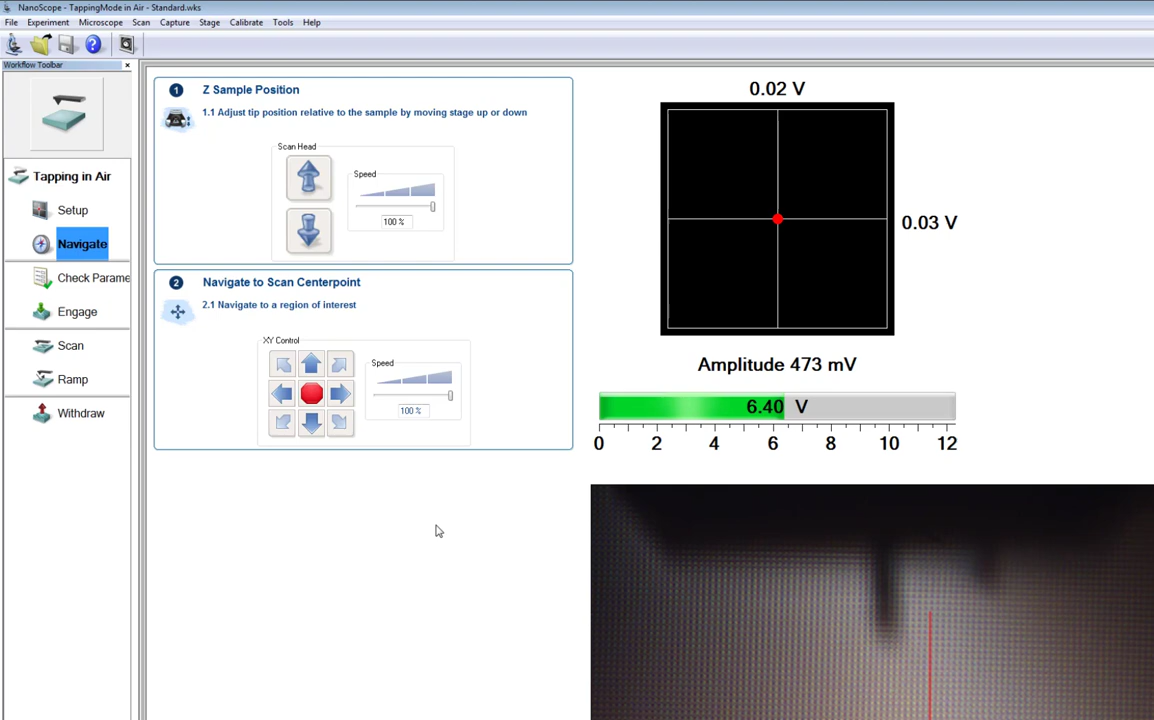 NanoScope - TappingMode in Air - Standard.wks
File Experiment Microscope Scan Capture Stage Calibrate Tools Help
Workflow Toolbar
Tapping in Air
Setup
Navigate
Check Parame
Engage
Scan
Ramp
Withdraw
1 Z Sample Position
1.1 Adjust tip position relative to the sample by moving stage up or down
Scan Head
Speed
100 %
2 Navigate to Scan Centerpoint
2.1 Navigate to a region of interest
XY Control
Speed
100 %
0.02 V
0.03 V
Amplitude 473 mV
6.40 V
0 2 4 6 8 10 12